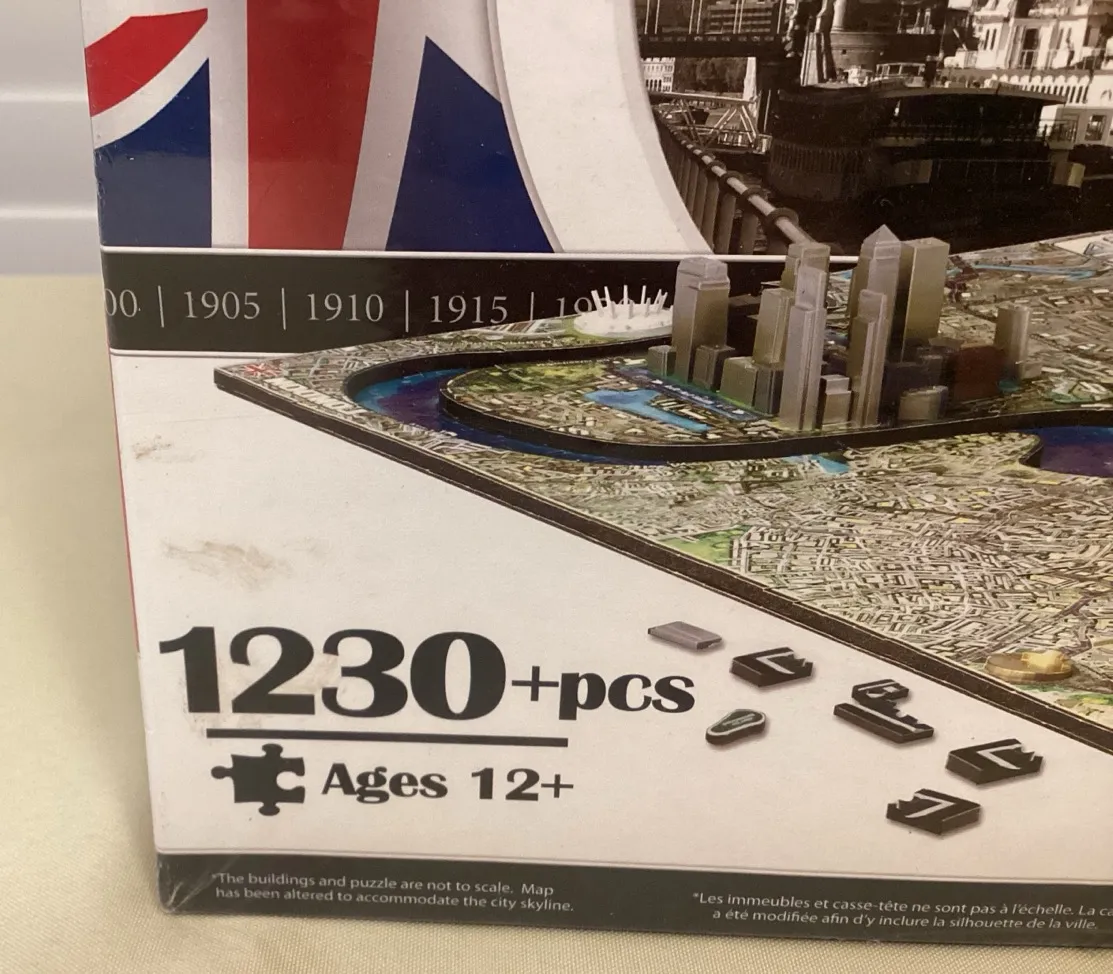 00 | 1905 | 1910 | 1915 | 19
1230+pcs
Ages 12+
*The buildings and puzzle are not to scale. Map
has been altered to accommodate the city skyline.
*Les immeubles et casse-tête ne sont pas à l'échelle. La ca
a été modifiée afin d'y inclure la silhouette de la ville.